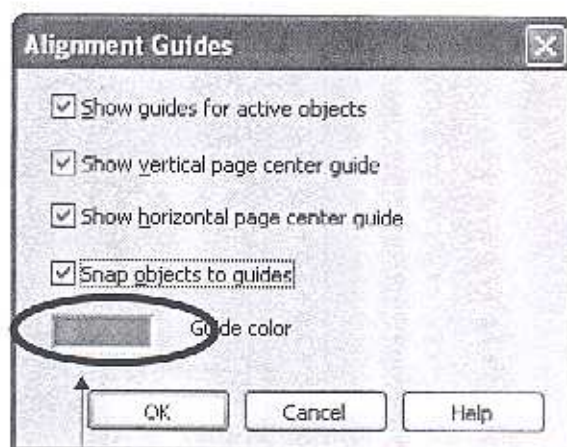 Alignment Guides
Show guides for active objects
Show vertical page center guide
Show horizontal page center guide
Snap objects to guides
Guide color
OK Cancel Help